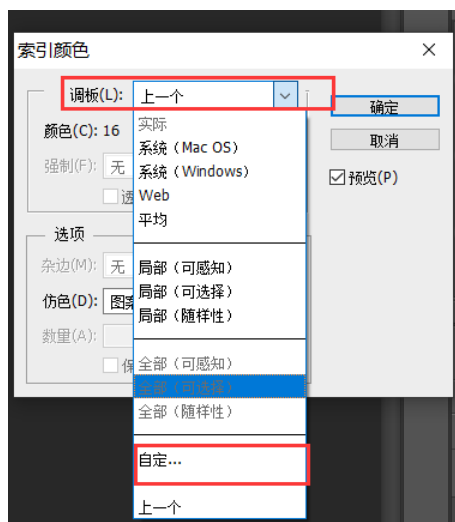 索引颜色
调板(L): 上一个
确定
颜色(C): 16
取消
强制(F): 无
预览(P)
透
选项
杂边(M): 无
仿色(D): 图案
数量(A):
保
实际
系统（Mac OS）
系统（Windows）
Web
平均
局部（可感知）
局部（可选择）
局部（随样性）
全部（可感知）
全部（可选择）
全部（随样性）
自定...
上一个